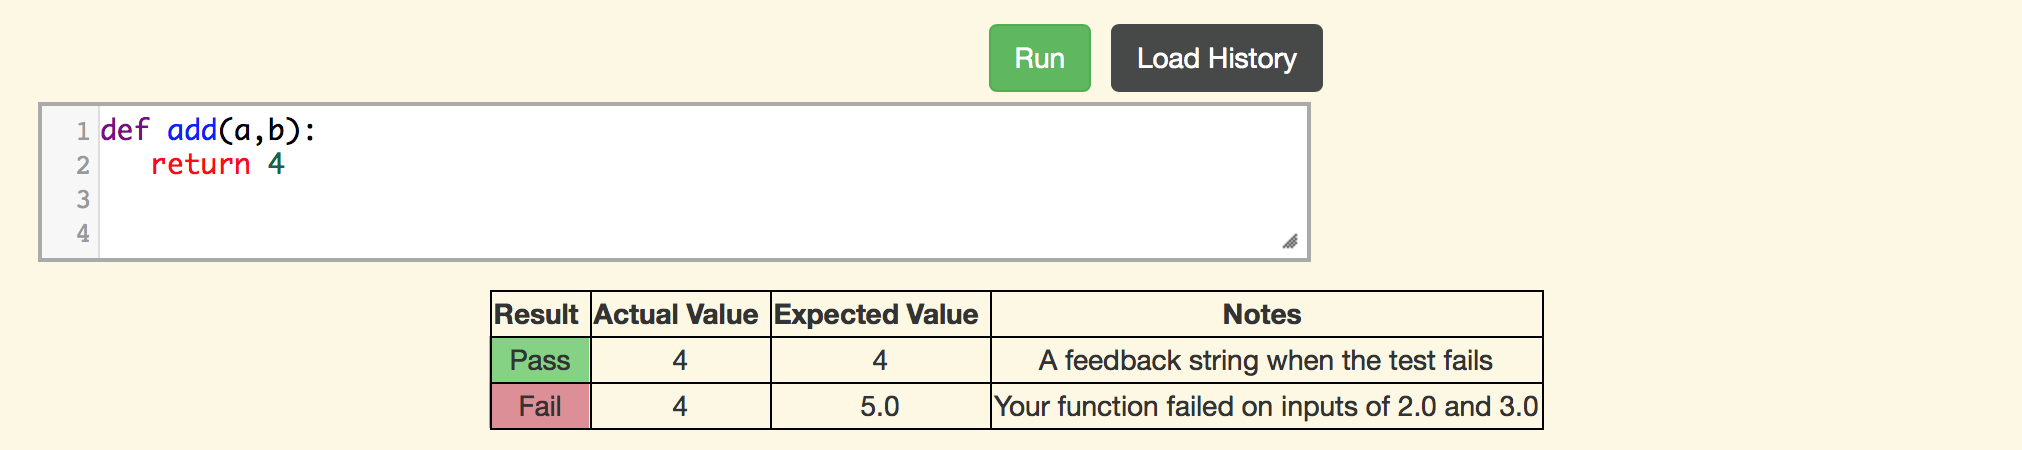 Run Load History
1 def add(a,b):
2    return 4
3
4
Result Actual Value Expected Value Notes
Pass 4 4 A feedback string when the test fails
Fail 4 5.0 Your function failed on inputs of 2.0 and 3.0